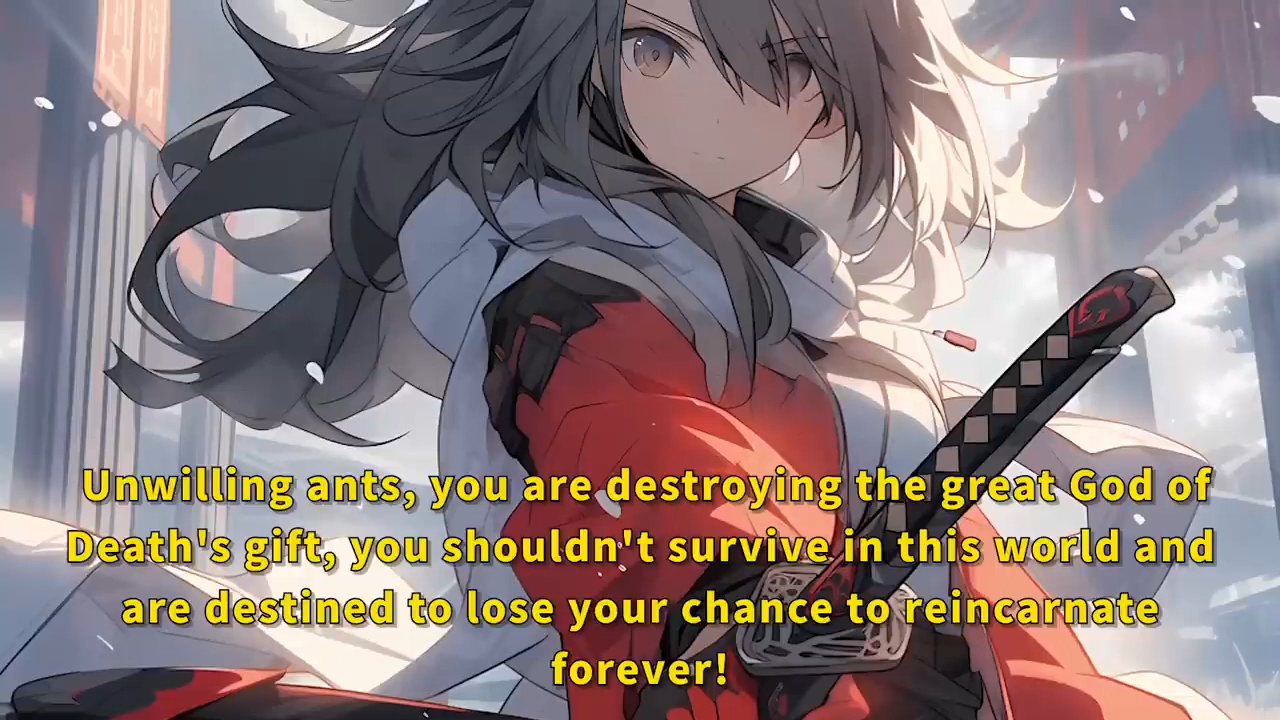 Unwilling ants, you are destroying the great God of
Death's gift, you shouldn't survive in this world and
are destined to lose your chance to reincarnate
forever!